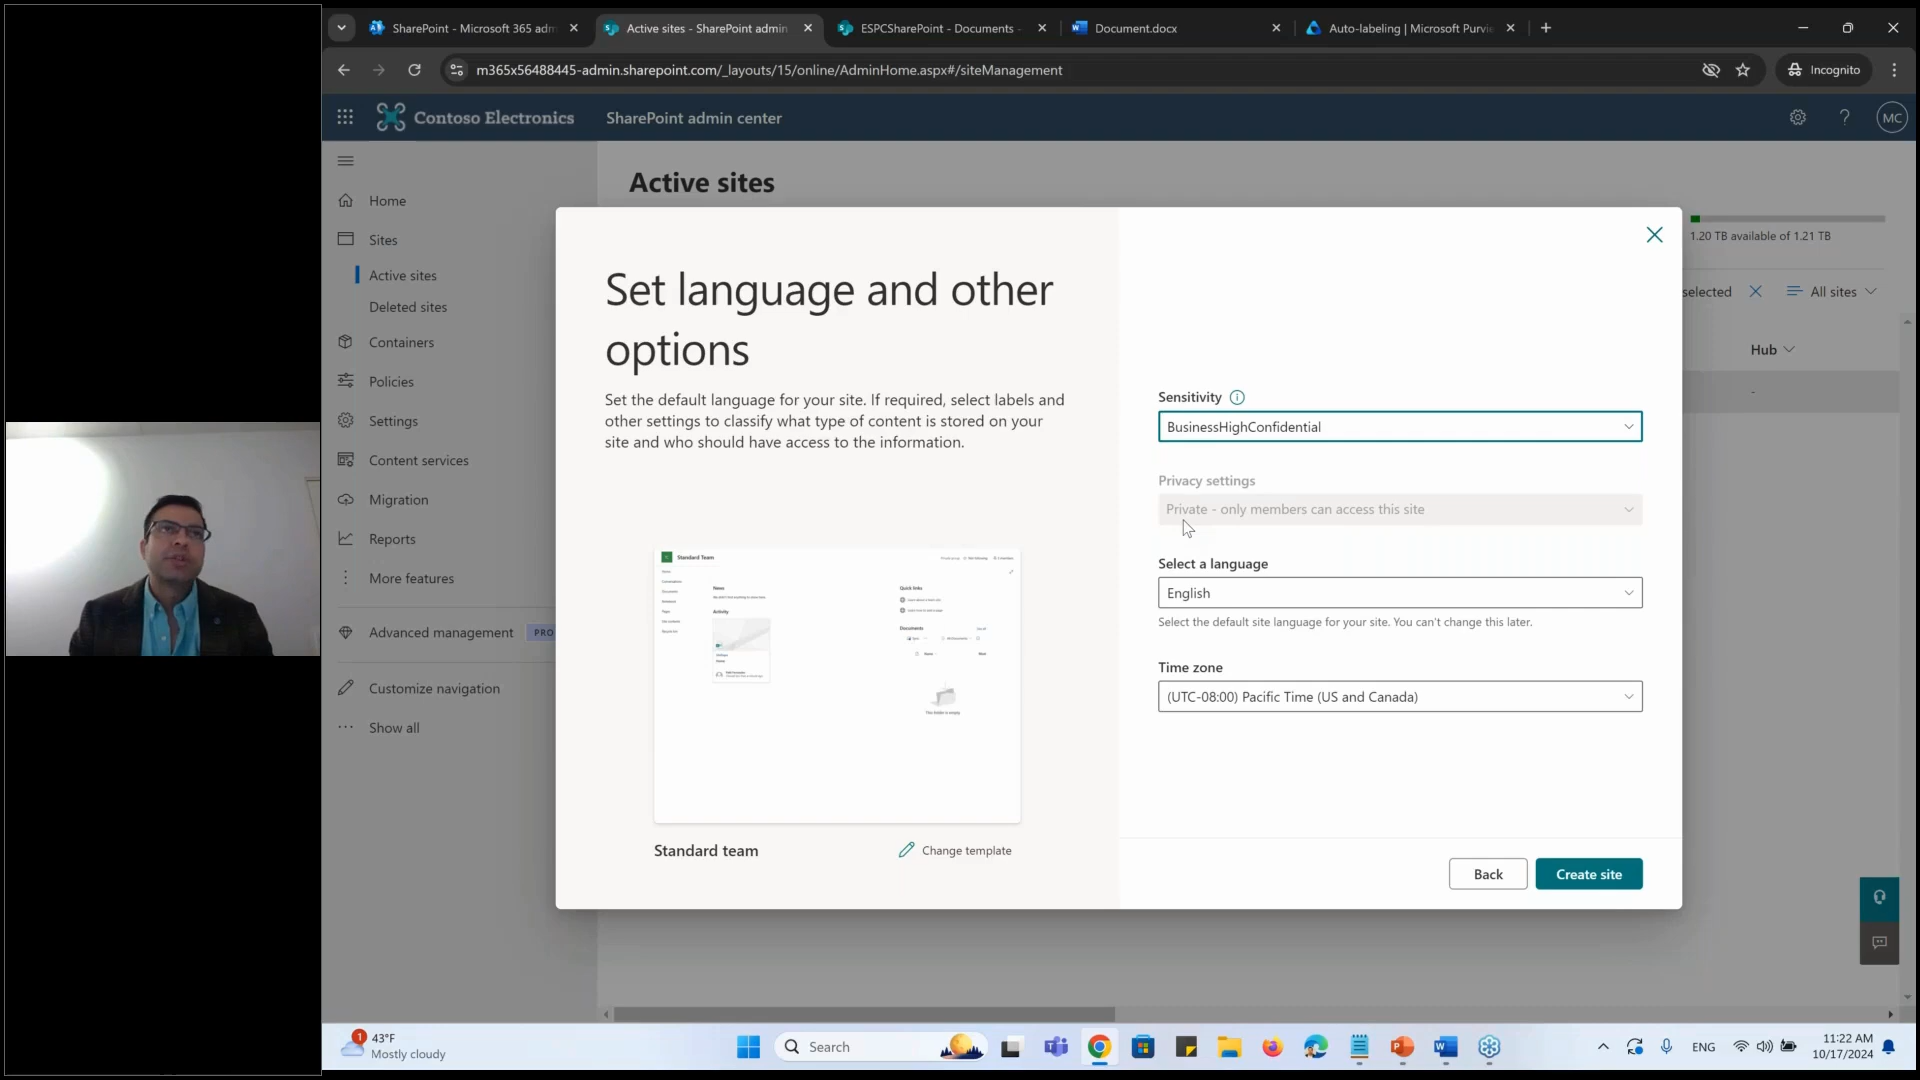 SharePoint - Microsoft 365 adm
Active sites - SharePoint admin
ESPCSharePoint - Documents -
Document.docx
Auto-labeling | Microsoft Purvie
m365x56488445-admin.sharepoint.com/_layouts/15/online/AdminHome.aspx#/siteManagement
Incognito
Contoso Electronics
SharePoint admin center
MC
Home
Sites
Active sites
Deleted sites
Containers
Policies
Settings
Content services
Migration
Reports
More features
Advanced management PRO
Customize navigation
Show all
Active sites
1.20 TB available of 1.21 TB
selected
All sites
Hub
-
Set language and other
options
Set the default language for your site. If required, select labels and
other settings to classify what type of content is stored on your
site and who should have access to the information.
Standard Team
News
Activity
Quick links
Documents
Standard team
Change template
Sensitivity
BusinessHighConfidential
Privacy settings
Private - only members can access this site
Select a language
English
Select the default site language for your site. You can't change this later.
Time zone
(UTC-08:00) Pacific Time (US and Canada)
Back
Create site
1
43°F
Mostly cloudy
Search
ENG
11:22 AM
10/17/2024